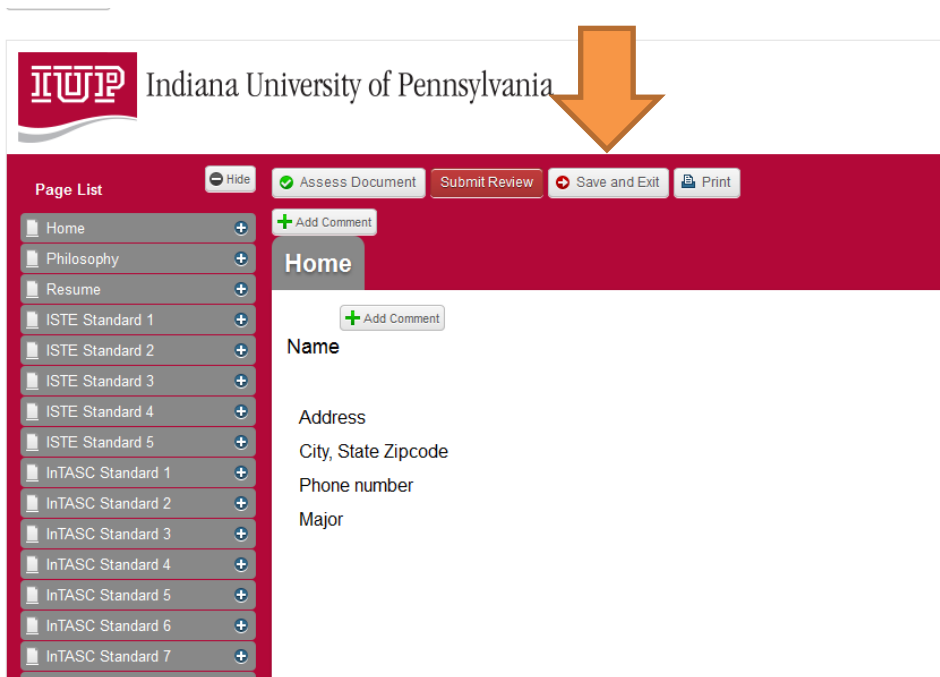 IUP Indiana University of Pennsylvania
Page List
Hide
Assess Document
Submit Review
Save and Exit
Print
Add Comment
Home
Home
Philosophy
Resume
ISTE Standard 1
ISTE Standard 2
ISTE Standard 3
ISTE Standard 4
ISTE Standard 5
InTASC Standard 1
InTASC Standard 2
InTASC Standard 3
InTASC Standard 4
InTASC Standard 5
InTASC Standard 6
InTASC Standard 7
Add Comment
Name
Address
City, State Zipcode
Phone number
Major